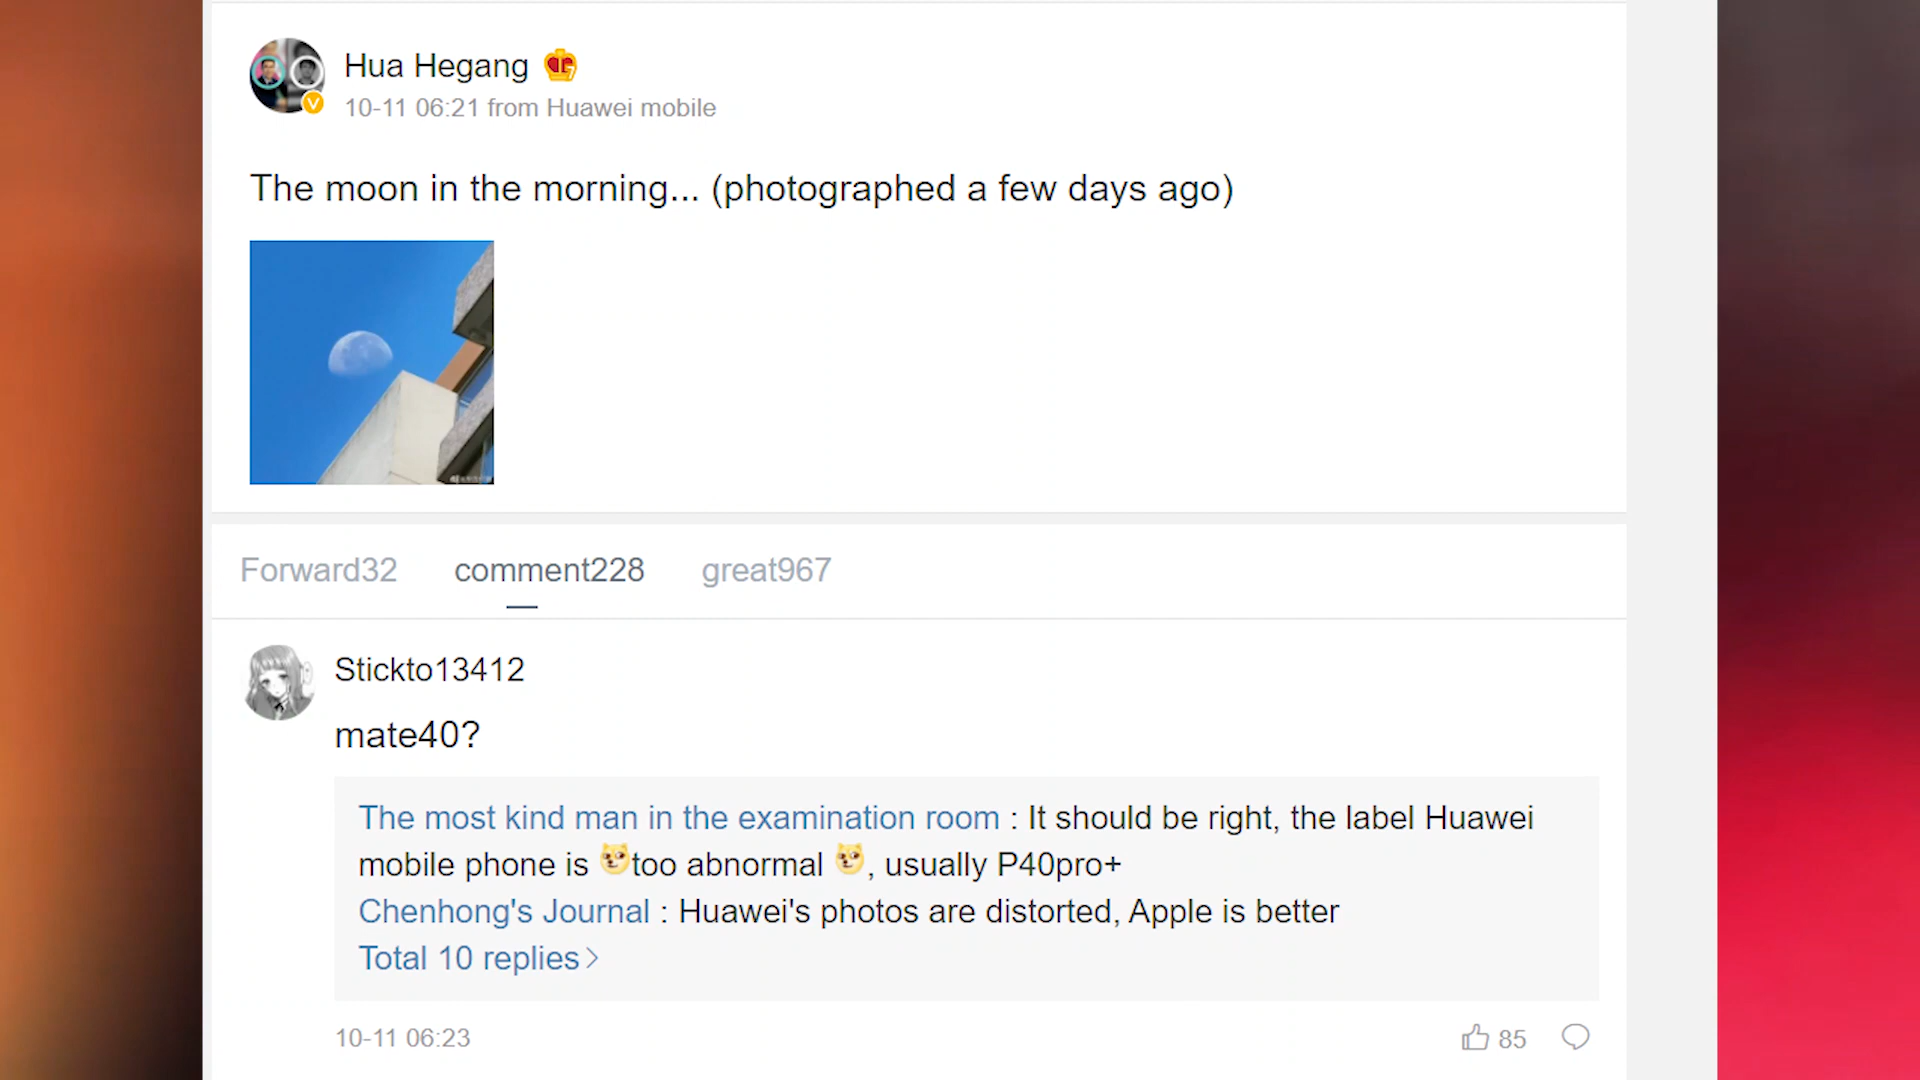 Hua Hegang
10-11 06:21 from Huawei mobile
The moon in the morning... (photographed a few days ago)
Forward32 comment228 great967
Stickto13412
mate40?
The most kind man in the examination room : It should be right, the label Huawei
mobile phone is too abnormal , usually P40pro+
Chenhong's Journal : Huawei's photos are distorted, Apple is better
Total 10 replies>
10-11 06:23
85